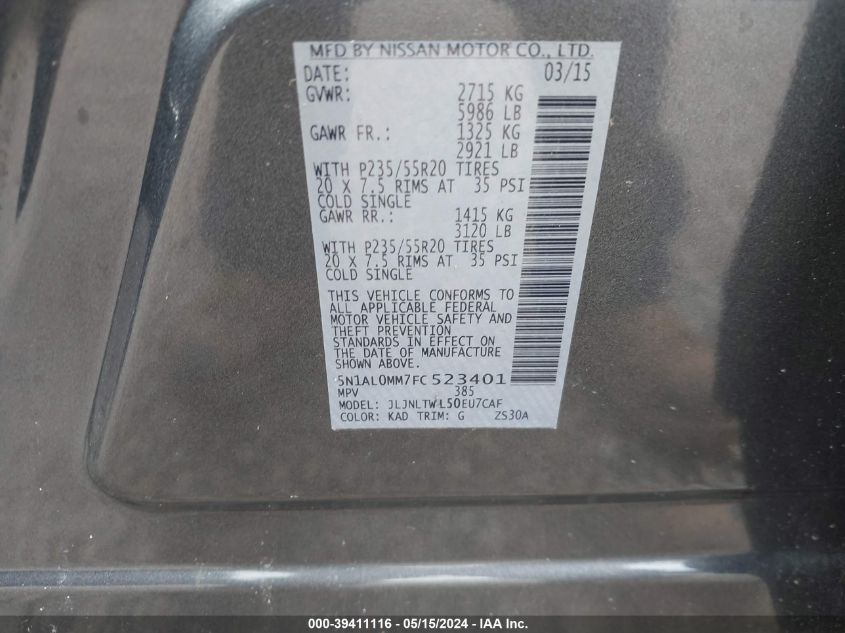 MFD BY NISSAN MOTOR CO., LTD.
DATE: 03/15
GVWR: 2715 KG
5986 LB
GAWR FR.: 1325 KG
2921 LB
WITH P235/55R20 TIRES
20 X 7.5 RIMS AT 35 PSI
COLD SINGLE
GAWR RR.: 1415 KG
3120 LB
WITH P235/55R20 TIRES
20 X 7.5 RIMS AT 35 PSI
COLD SINGLE
THIS VEHICLE CONFORMS TO
ALL APPLICABLE FEDERAL
MOTOR VEHICLE SAFETY AND
THEFT PREVENTION
STANDARDS IN EFFECT ON
THE DATE OF MANUFACTURE
SHOWN ABOVE.
5N1AL0MM7FC523401
MPV 385
MODEL: JLJNLTWL50EU7CAF
COLOR: KAD TRIM: G ZS30A
000-39411116 - 05/15/2024 - IAA Inc.